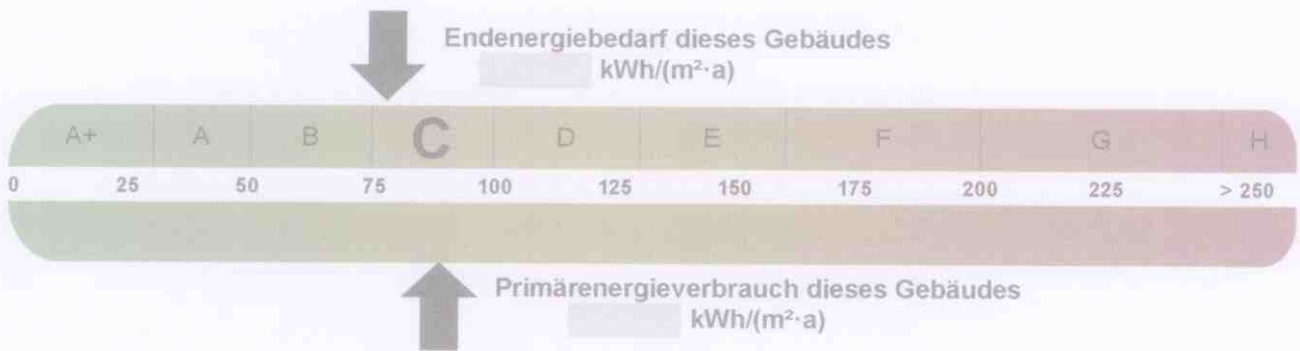 Endenergiebedarf dieses Gebäudes
kWh/(m²·a)
A+ A B C D E F G H
0 25 50 75 100 125 150 175 200 225 > 250
Primärenergieverbrauch dieses Gebäudes
kWh/(m²·a)